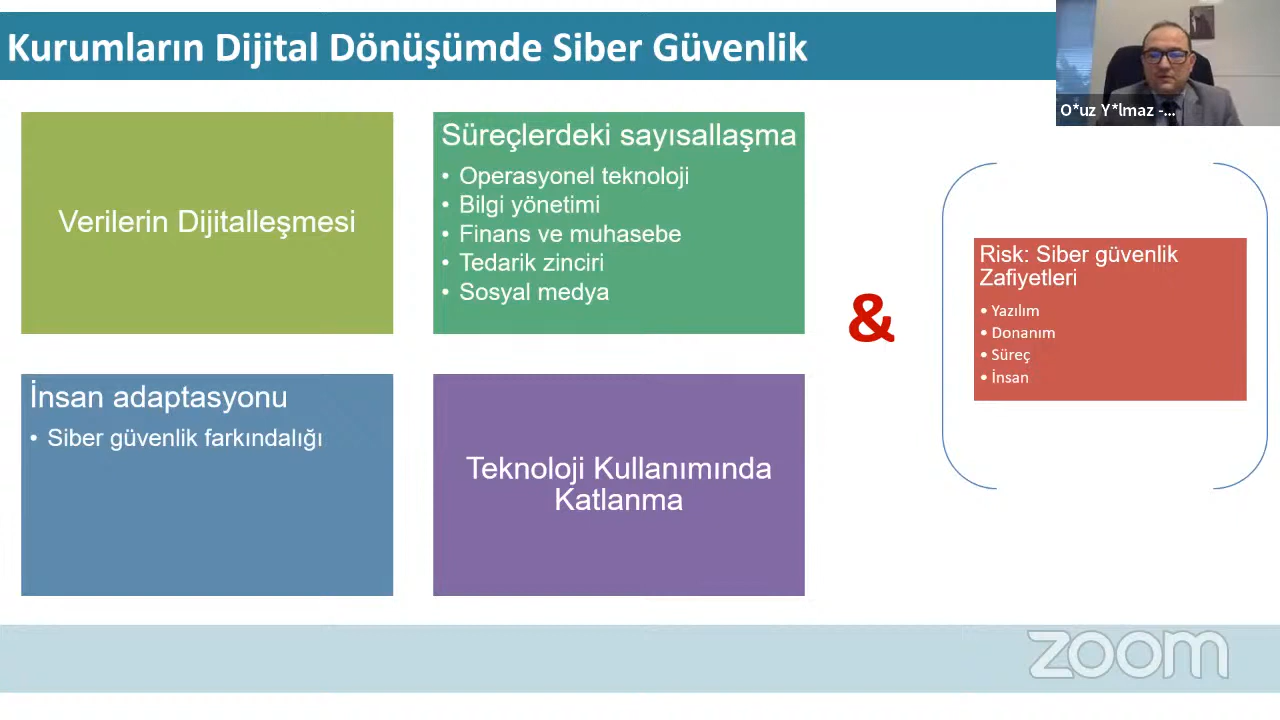 Kurumların Dijital Dönüşümde Siber Güvenlik
O*uz Y*lmaz -...
Verilerin Dijitalleşmesi
Süreçlerdeki sayısallaşma
• Operasyonel teknoloji
• Bilgi yönetimi
• Finans ve muhasebe
• Tedarik zinciri
• Sosyal medya
İnsan adaptasyonu
• Siber güvenlik farkındalığı
Teknoloji Kullanımında
Katlanma
&
Risk: Siber güvenlik
Zafiyetleri
• Yazılım
• Donanım
• Süreç
• İnsan
zoom